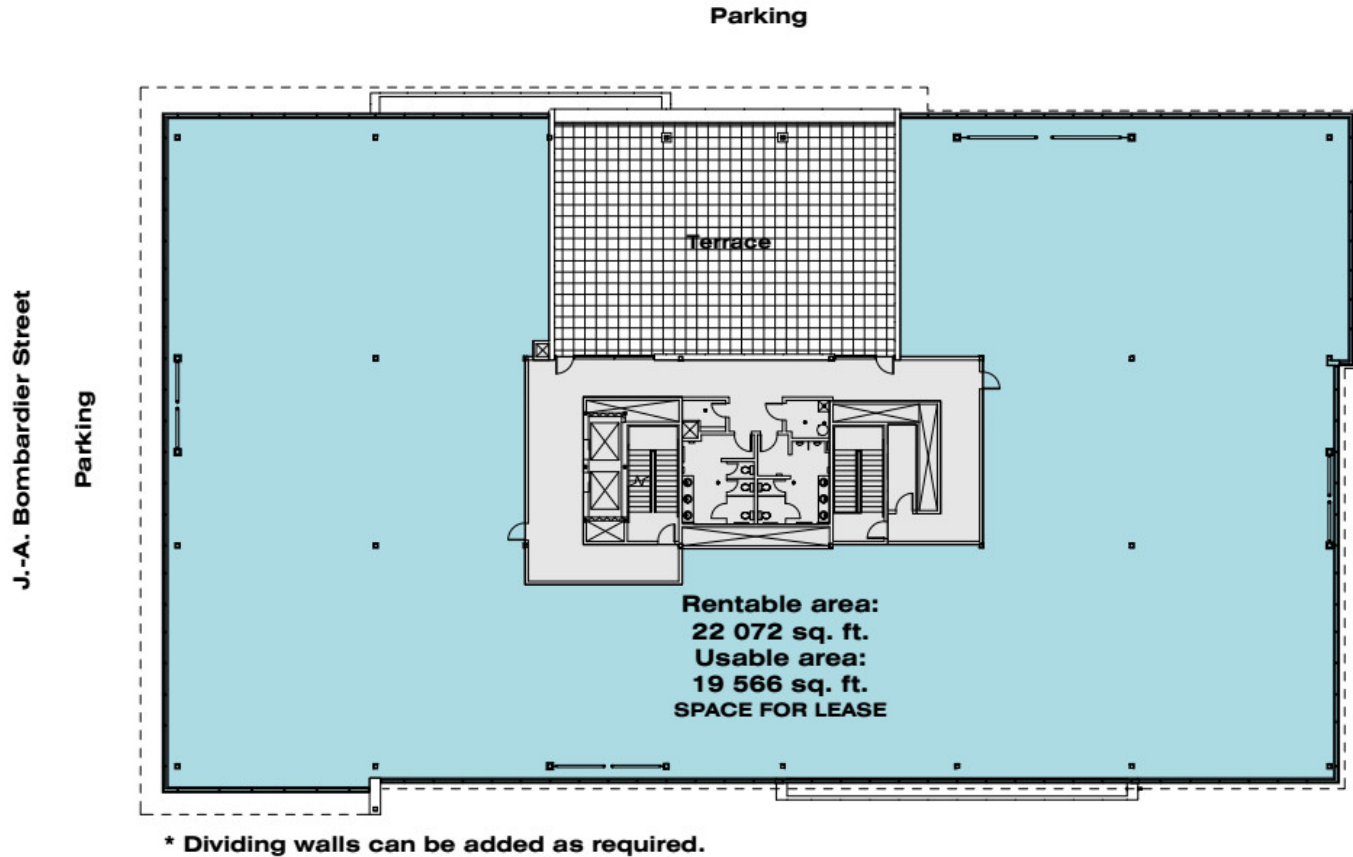 Parking
Terrace
J.-A. Bombardier Street
Parking
Rentable area:
22 072 sq. ft.
Usable area:
19 566 sq. ft.
SPACE FOR LEASE
* Dividing walls can be added as required.